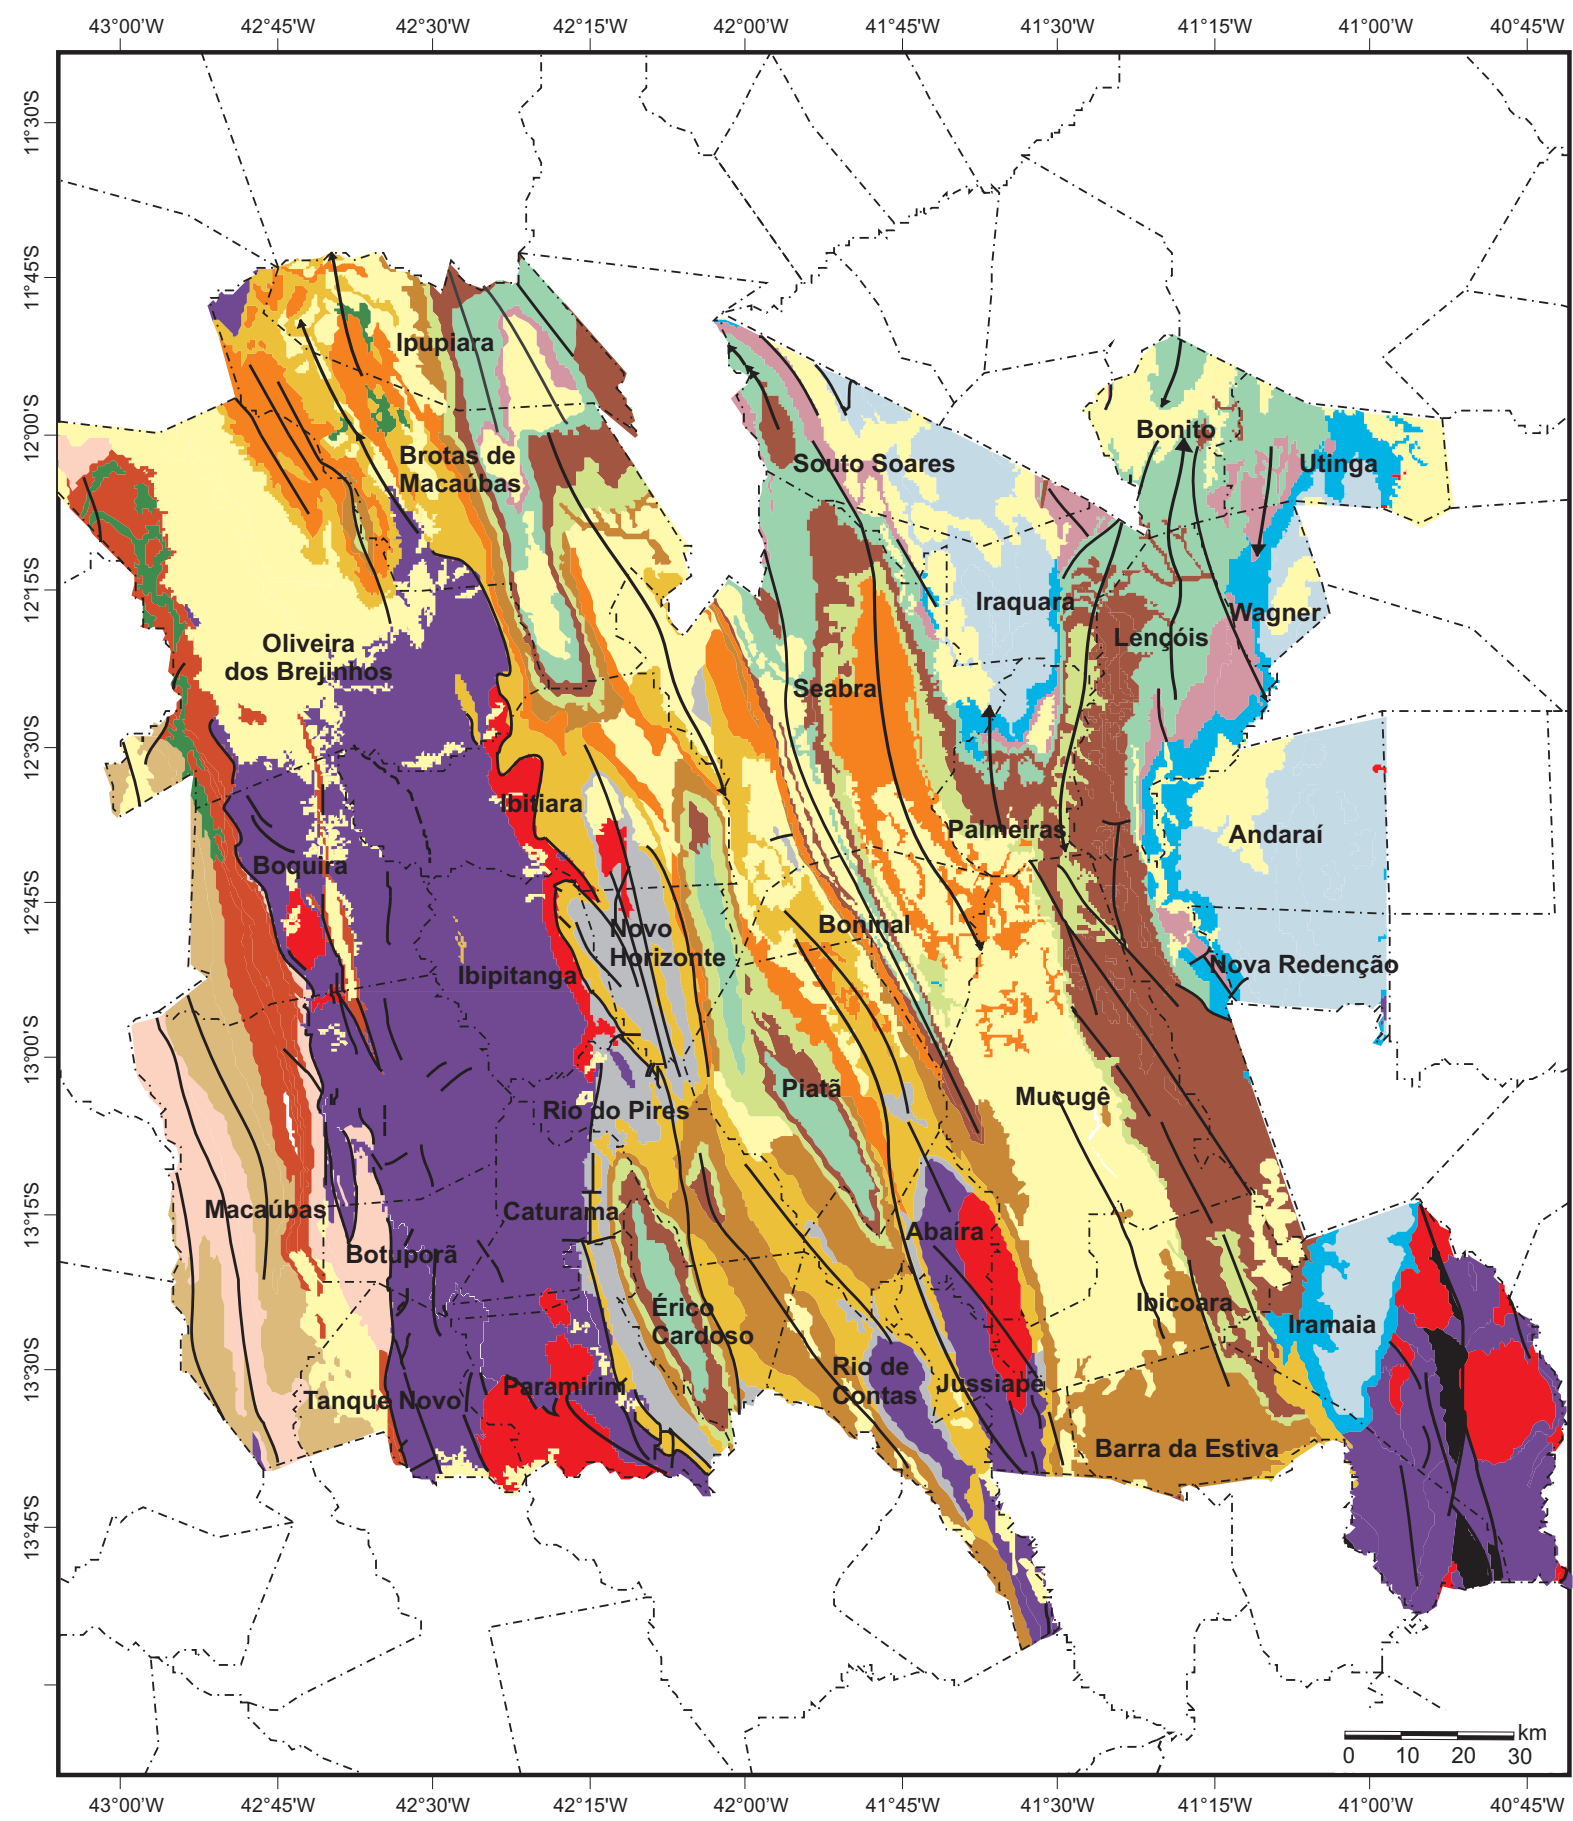 43°00'W 42°45'W 42°30'W 42°15'W 42°00'W 41°45'W 41°30'W 41°15'W 41°00'W 40°45'W
11°30'S
11°45'S
12°00'S
12°15'S
12°30'S
12°45'S
13°00'S
13°15'S
13°30'S
13°45'S
Ipupiara
Bonito
Brotas de
Macaúbas
Souto Soares
Utinga
Iraquara
Wagner
Lençóis
Oliveira
dos Brejinhos
Seabra
Ibitiara
Palmeiras
Andaraí
Boquira
Boninal
Novo
Horizonte
Ibipitanga
Nova Redenção
Piatã
Mucugê
Rio do Pires
Macaúbas
Caturama
Abaíra
Botuporã
Érico
Cardoso
Ibicoara
Iramaia
Rio de
Contas
Jussiape
Paramirim
Tanque Novo
Barra da Estiva
km
0 10 20 30
43°00'W 42°45'W 42°30'W 42°15'W 42°00'W 41°45'W 41°30'W 41°15'W 41°00'W 40°45'W